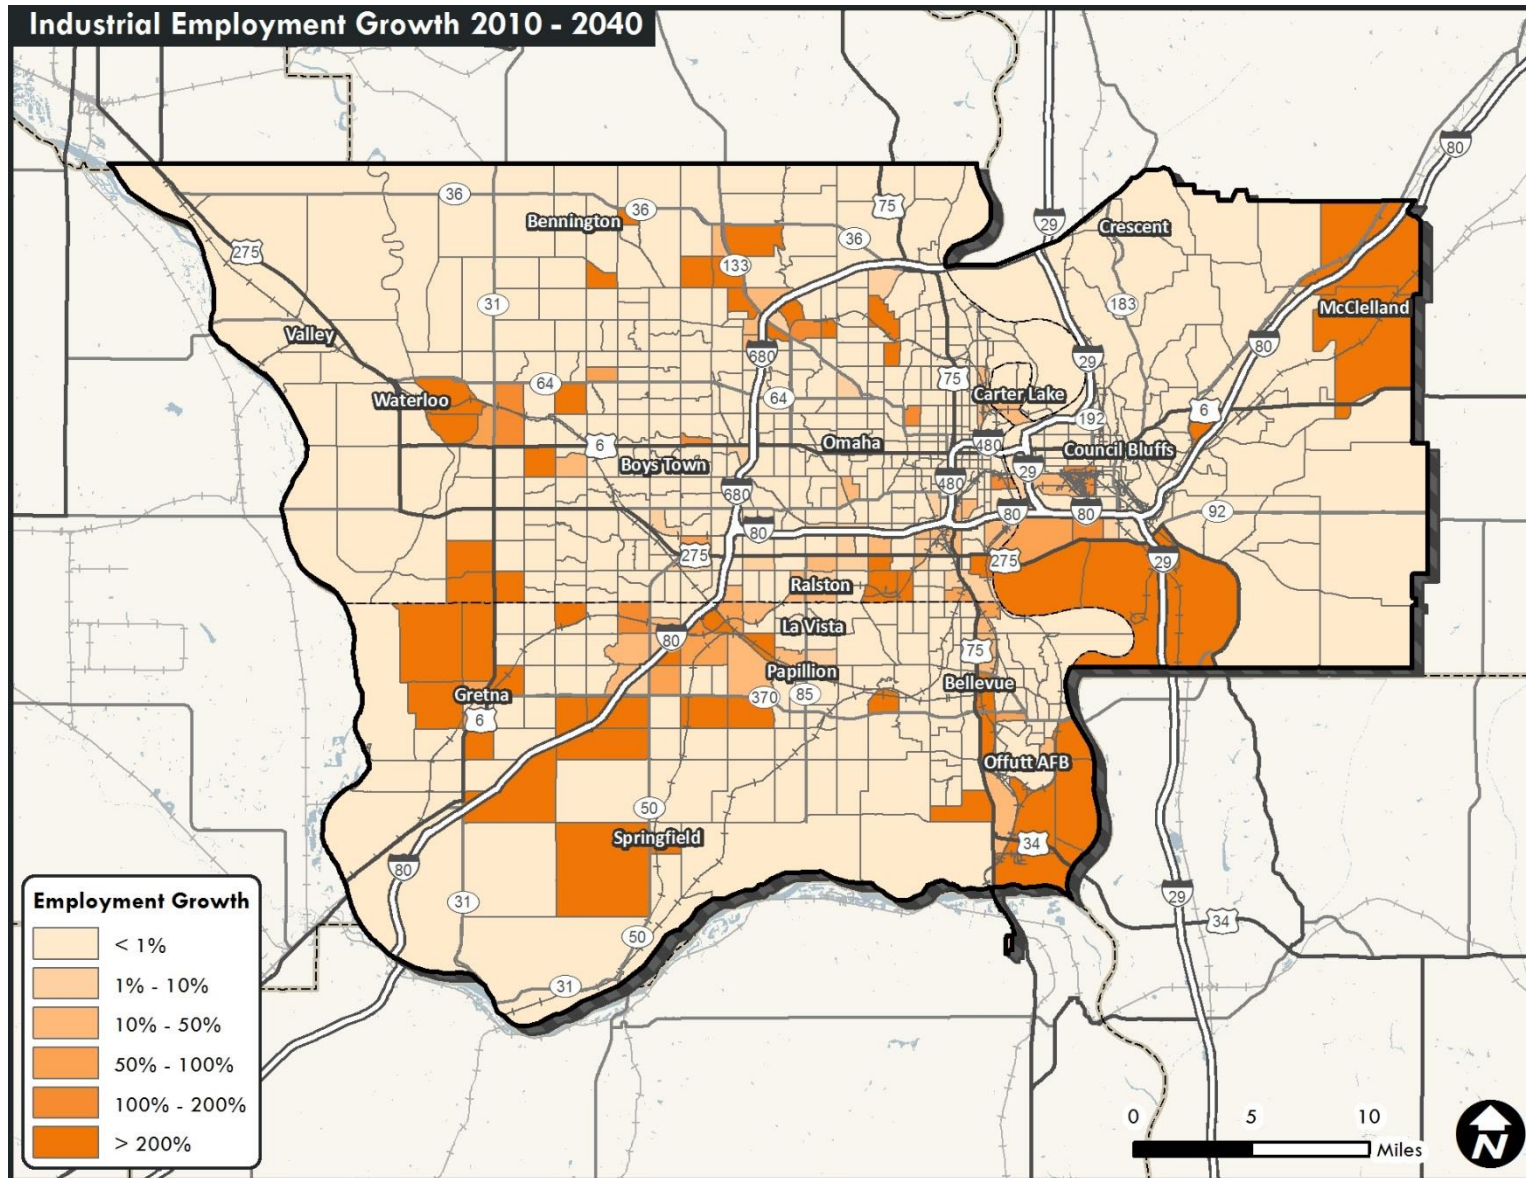 Industrial Employment Growth 2010 - 2040
80
36
36
75
Bennington
29
Crescent
36
275
133
31
183
McClelland
Valley
80
680
29
64
75
Carter Lake
Waterloo
64
6
192
6
Omaha
480
Council Bluffs
Boys Town
29
680
480
80
80
92
80
275
275
29
Ralston
La Vista
80
75
Papillion
Bellevue
Gretna
370
85
6
Offutt AFB
50
Springfield
34
80
29
31
34
50
31
Employment Growth
< 1%
1% - 10%
10% - 50%
50% - 100%
100% - 200%
> 200%
0 5 10
Miles
N